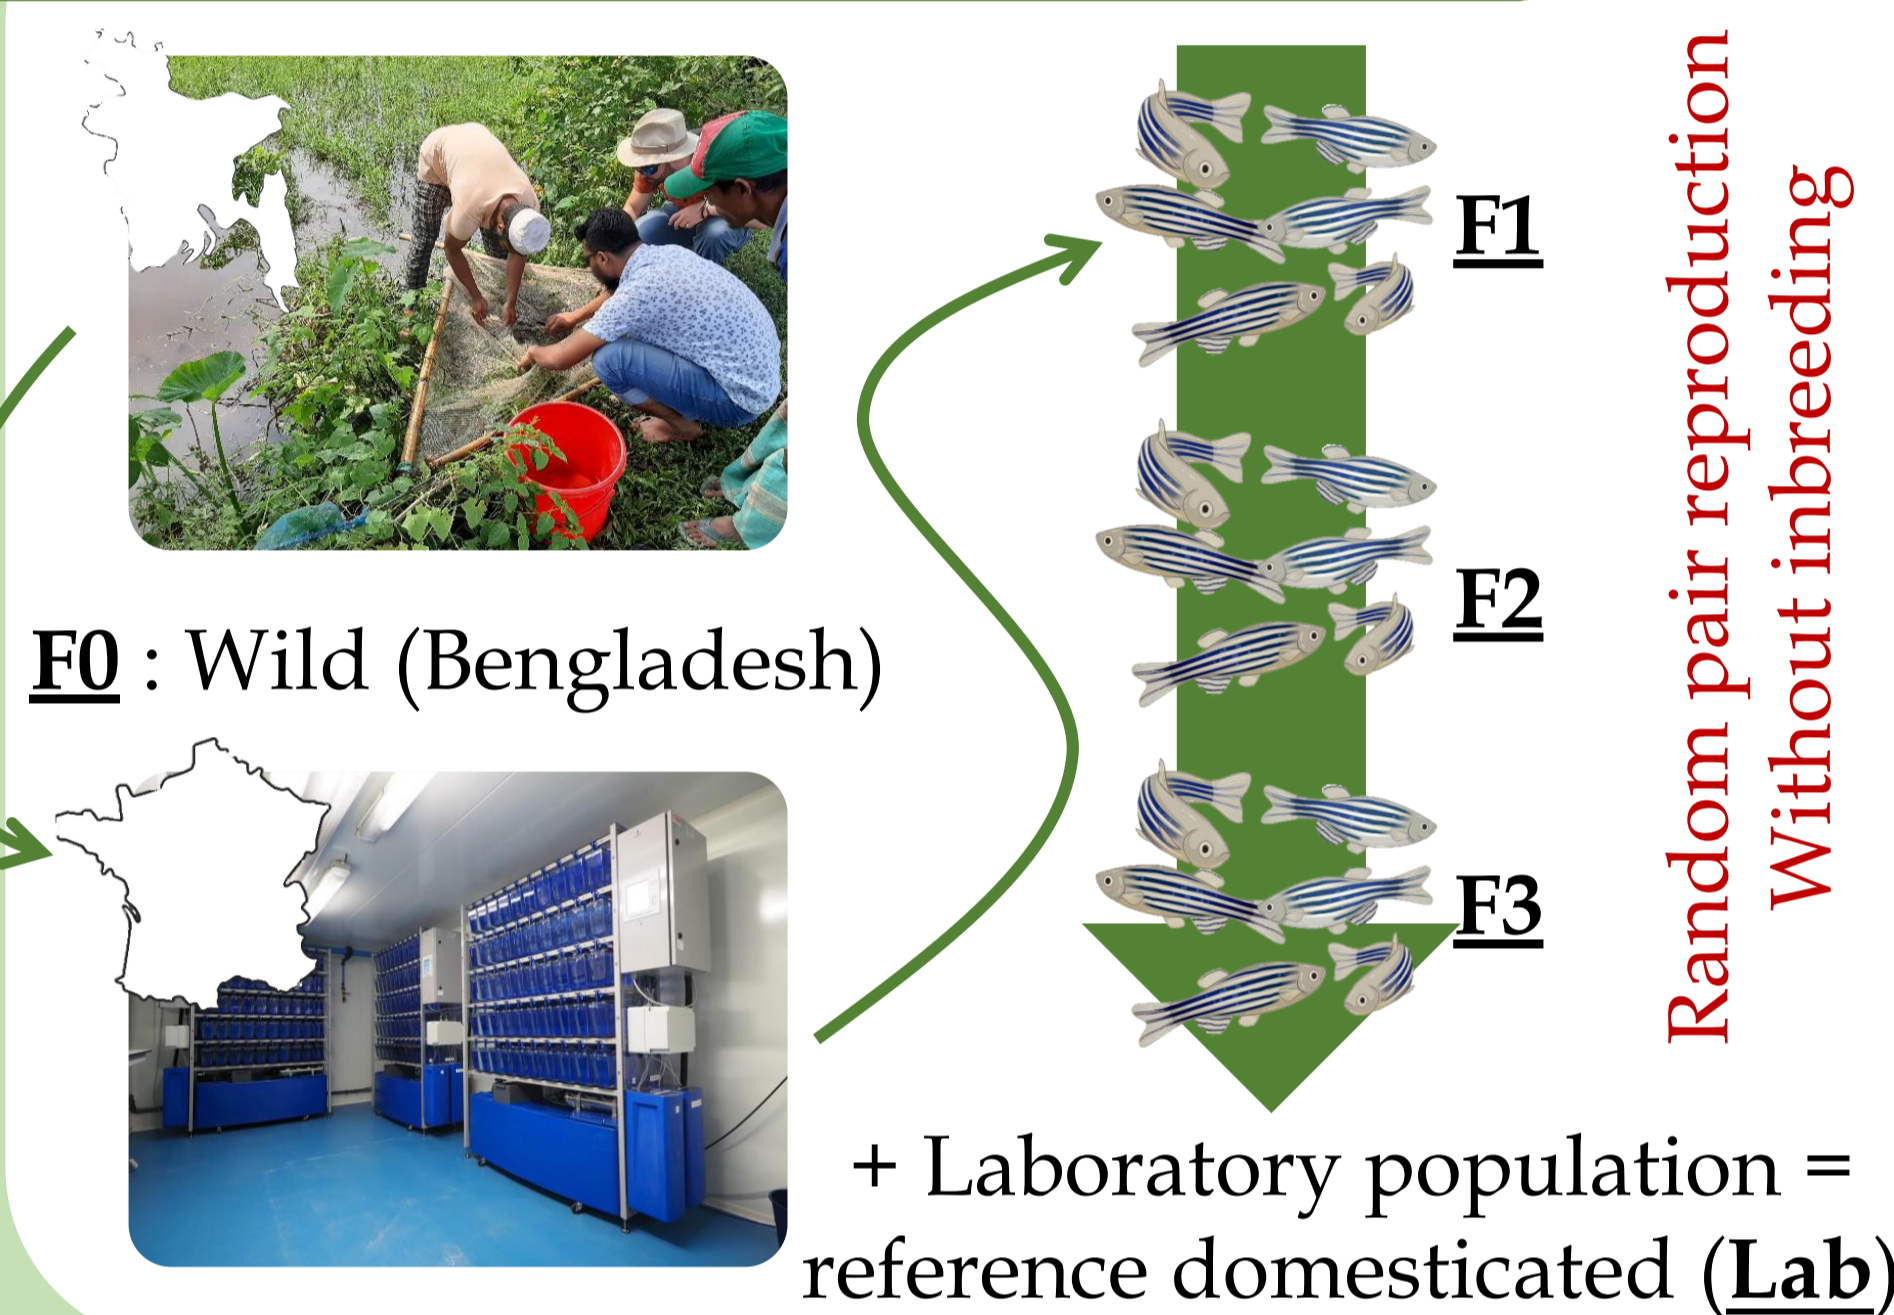 F0 : Wild (Bengladesh)
F1
F2
F3
Random pair reproduction
Without inbreeding
+ Laboratory population =
reference domesticated (Lab)